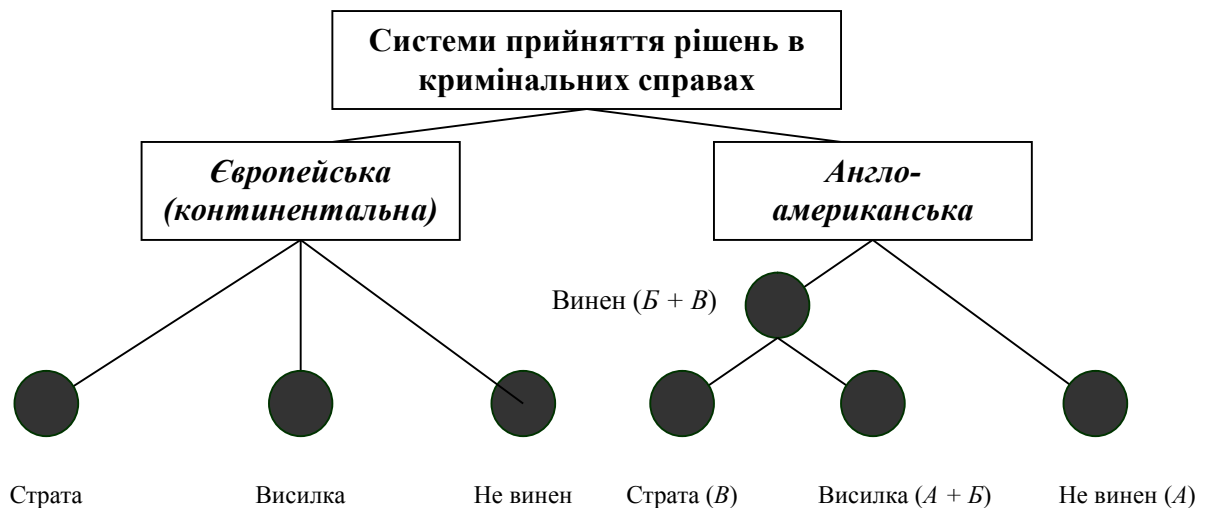 Системи прийняття рішень в
кримінальних справах
Європейська
(континентальна)
Англо-
американська
Винен (Б + В)
Страта
Висилка
Не винен
Страта (В)
Висилка (А + Б)
Не винен (А)